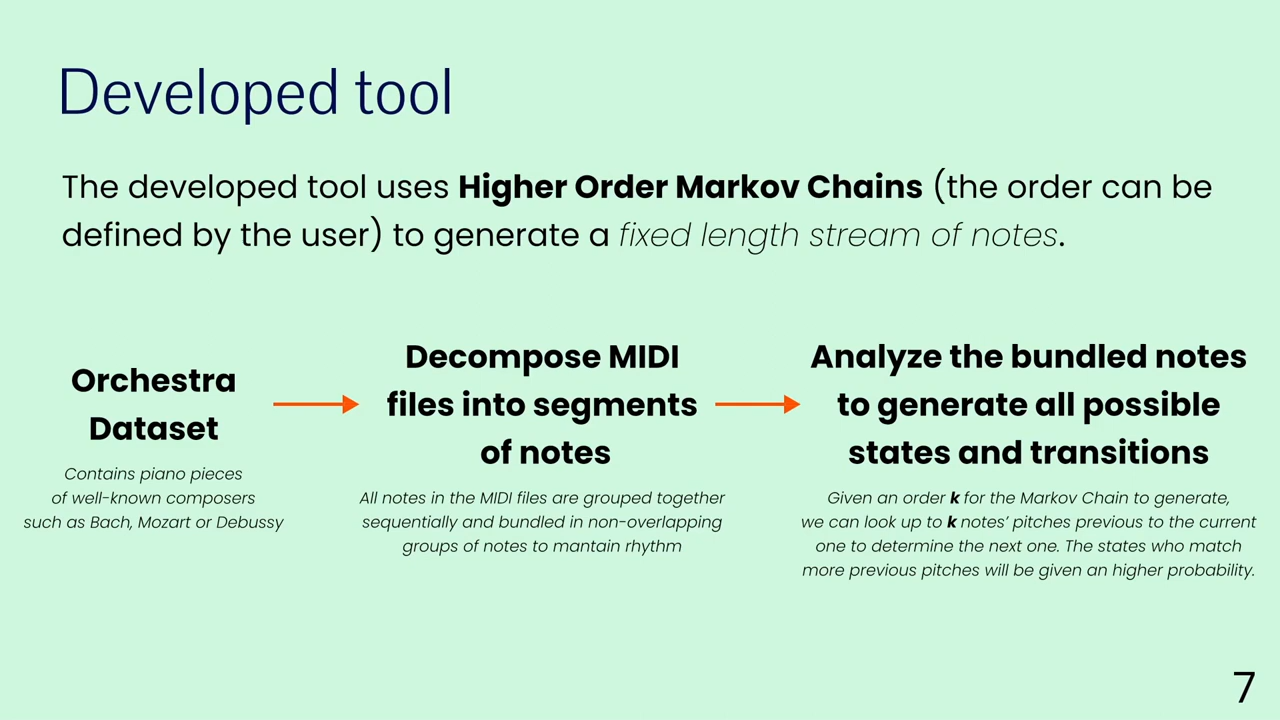 Developed tool
The developed tool uses Higher Order Markov Chains (the order can be
defined by the user) to generate a fixed length stream of notes.
Orchestra
Dataset
Contains piano pieces
of well-known composers
such as Bach, Mozart or Debussy
Decompose MIDI
files into segments
of notes
All notes in the MIDI files are grouped together
sequentially and bundled in non-overlapping
groups of notes to mantain rhythm
Analyze the bundled notes
to generate all possible
states and transitions
Given an order k for the Markov Chain to generate,
we can look up to k notes’ pitches previous to the current
one to determine the next one. The states who match
more previous pitches will be given an higher probability.
7